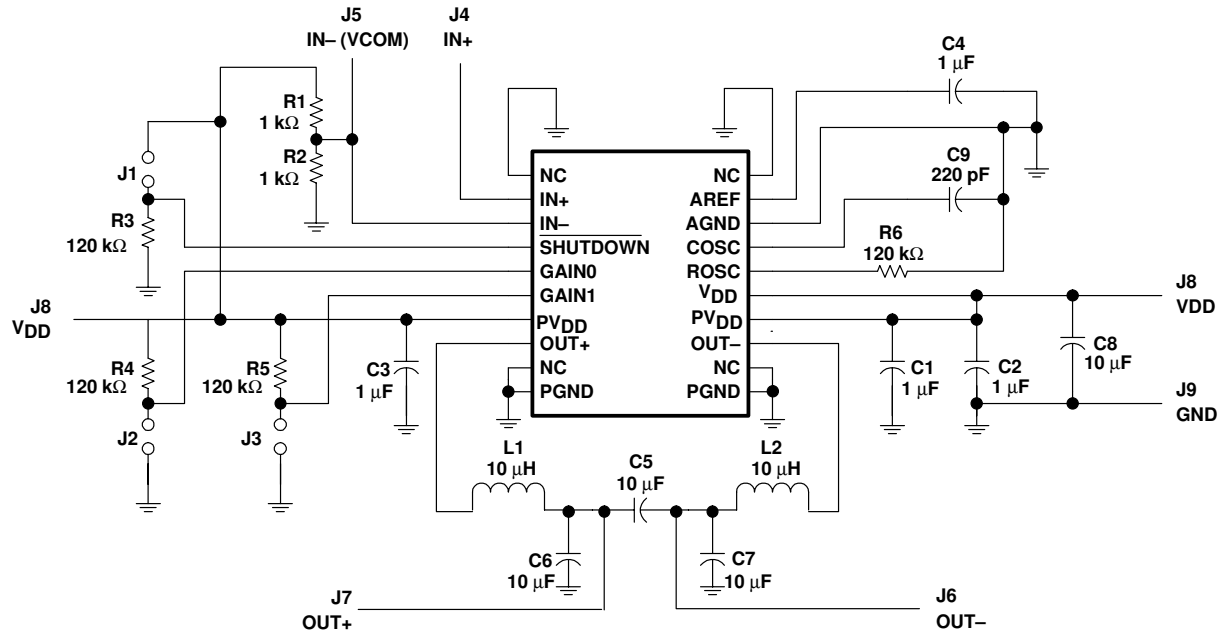 J5
IN– (VCOM)
J4
IN+
C4
1 µF
R1
1 kΩ
R2
1 kΩ
J1
R3
120 kΩ
C9
220 pF
R6
120 kΩ
NC
IN+
IN–
SHUTDOWN
GAIN0
GAIN1
PVDD
OUT+
NC
PGND
NC
AREF
AGND
COSC
ROSC
VDD
PVDD
OUT–
NC
PGND
J8
VDD
J8
VDD
R4
120 kΩ
R5
120 kΩ
C3
1 µF
C1
1 µF
C2
1 µF
C8
10 µF
J9
GND
J2
J3
L1
10 µH
C5
10 µF
L2
10 µH
C6
10 µF
C7
10 µF
J7
OUT+
J6
OUT–